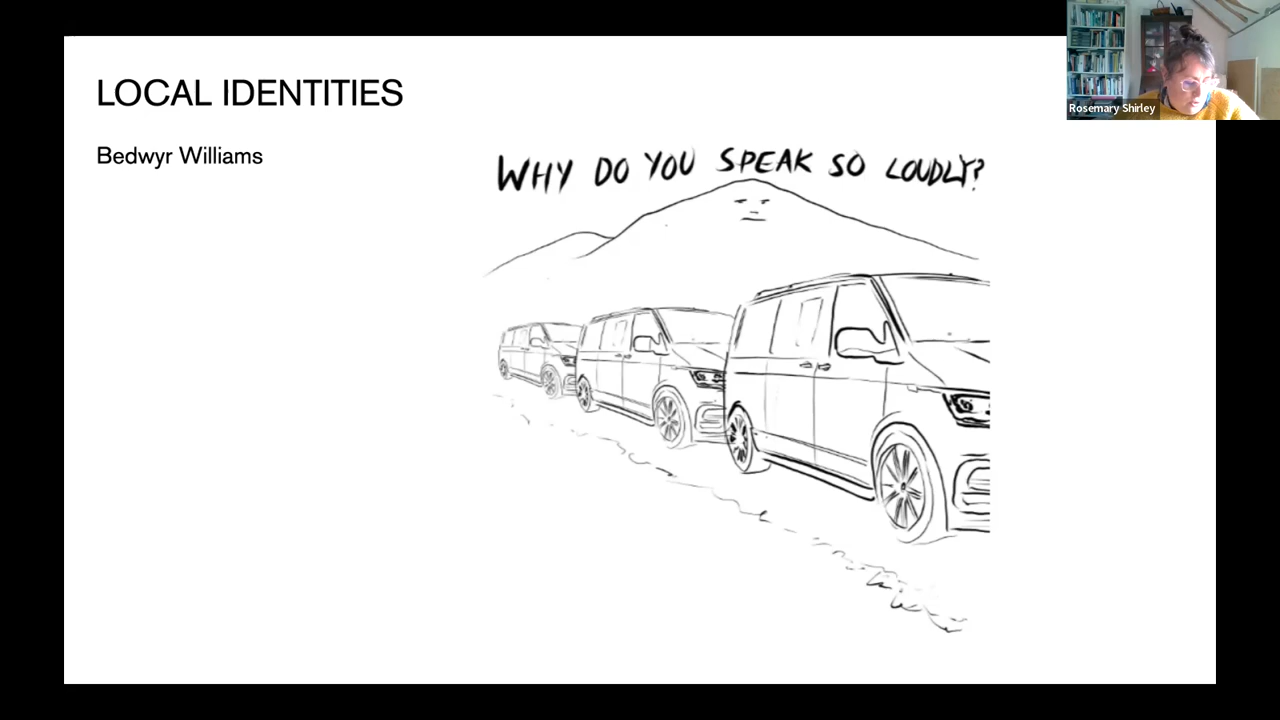 LOCAL IDENTITIES
Bedwyr Williams
WHY DO YOU SPEAK SO LOUDLY?
Rosemary Shirley